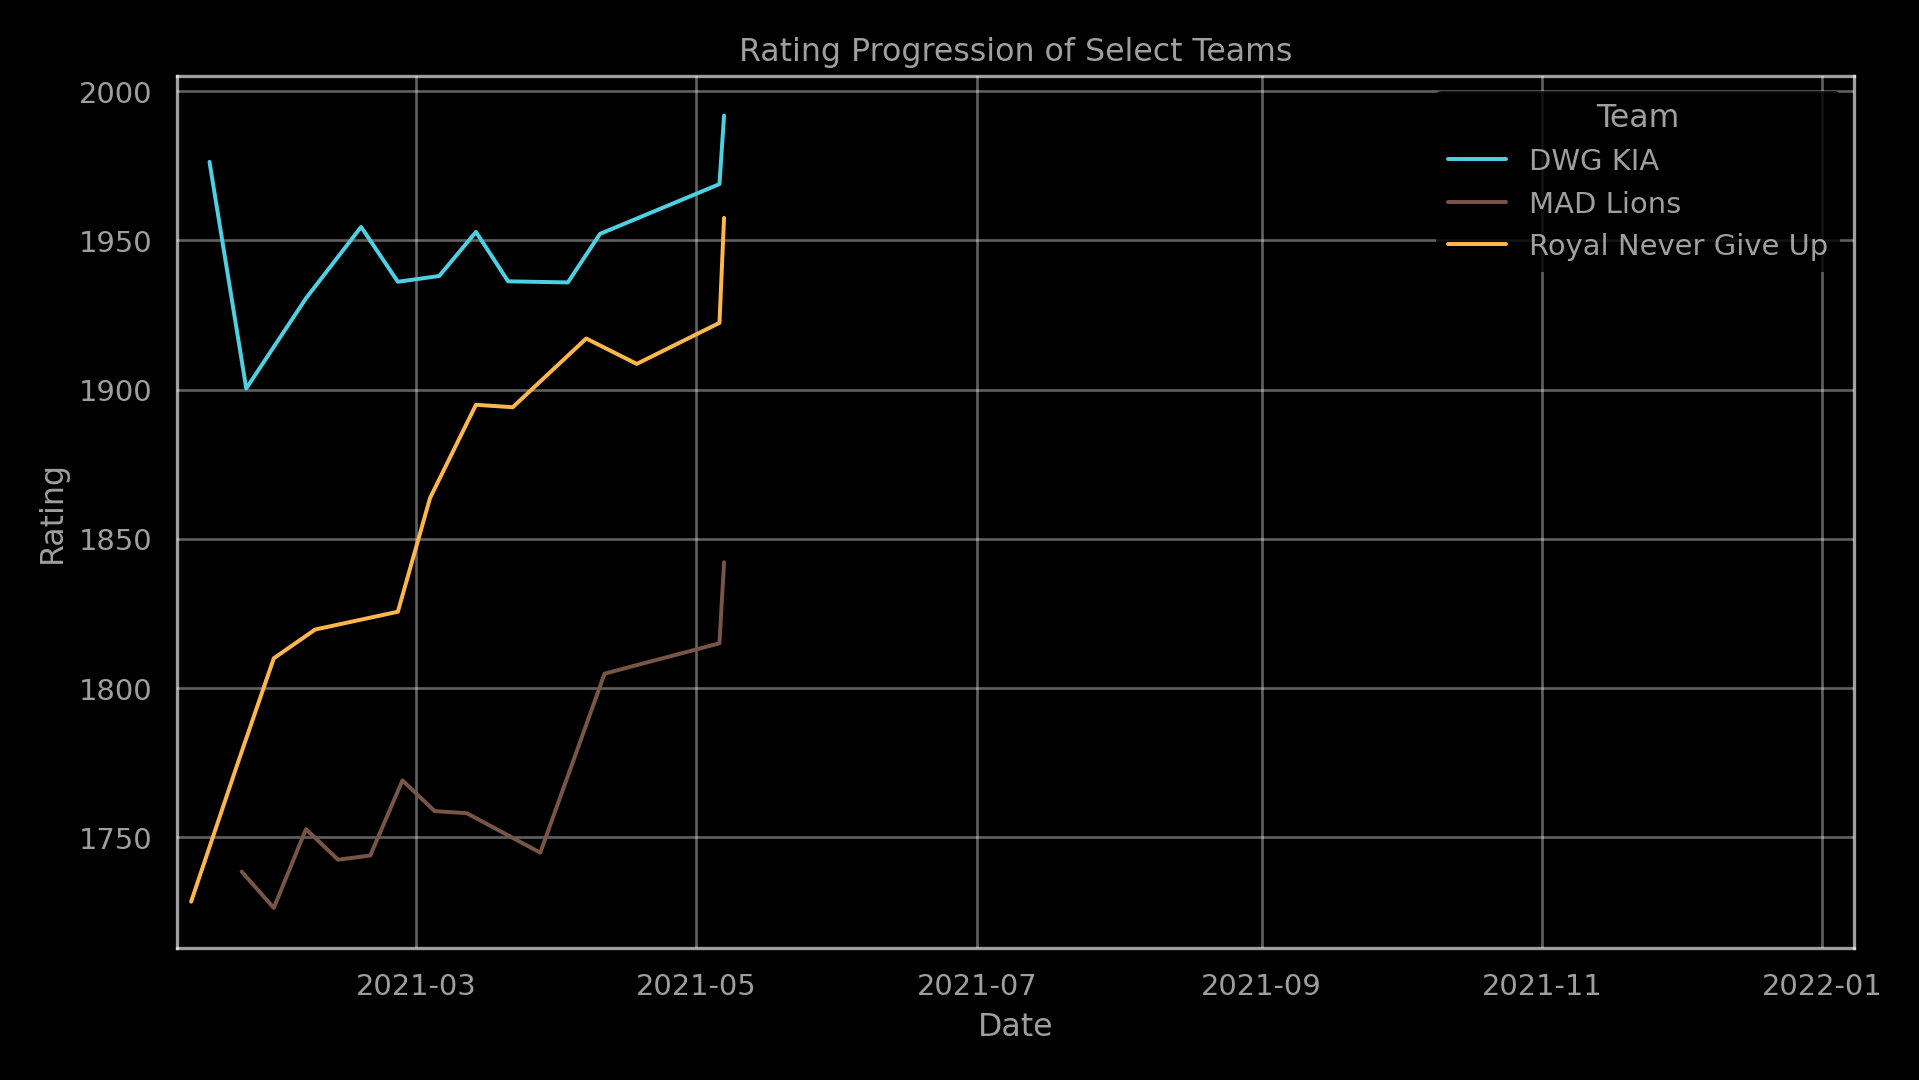 Rating Progression of Select Teams
2000
1950
1900
1850
1800
1750
Rating
Team
DWG KIA
MAD Lions
Royal Never Give Up
2021-03
2021-05
2021-07
2021-09
2021-11
2022-01
Date